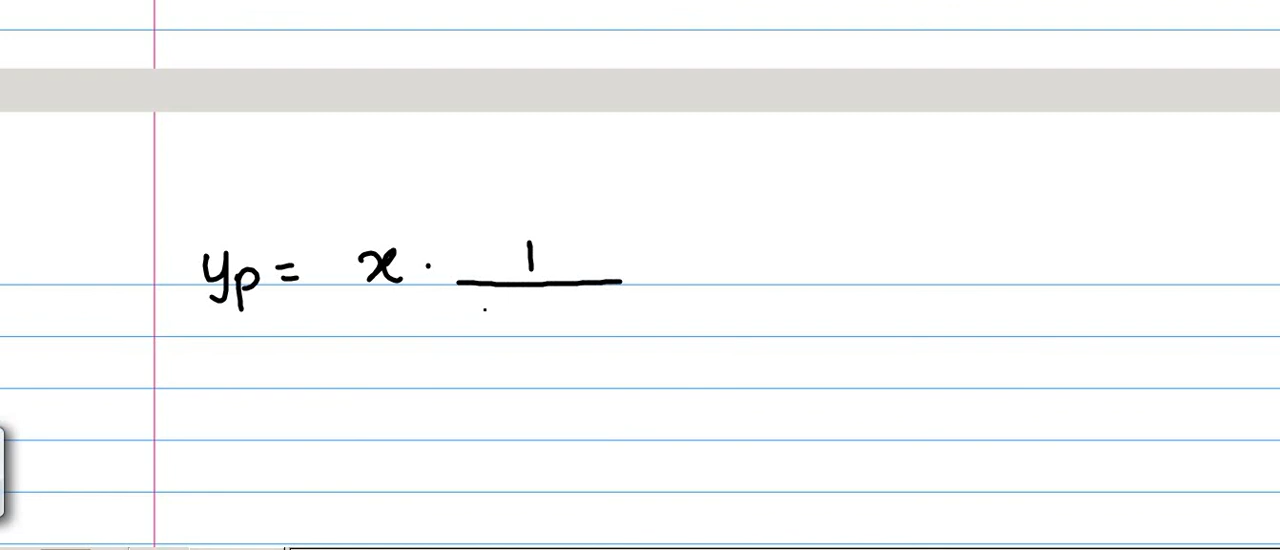 yp = x · 1/